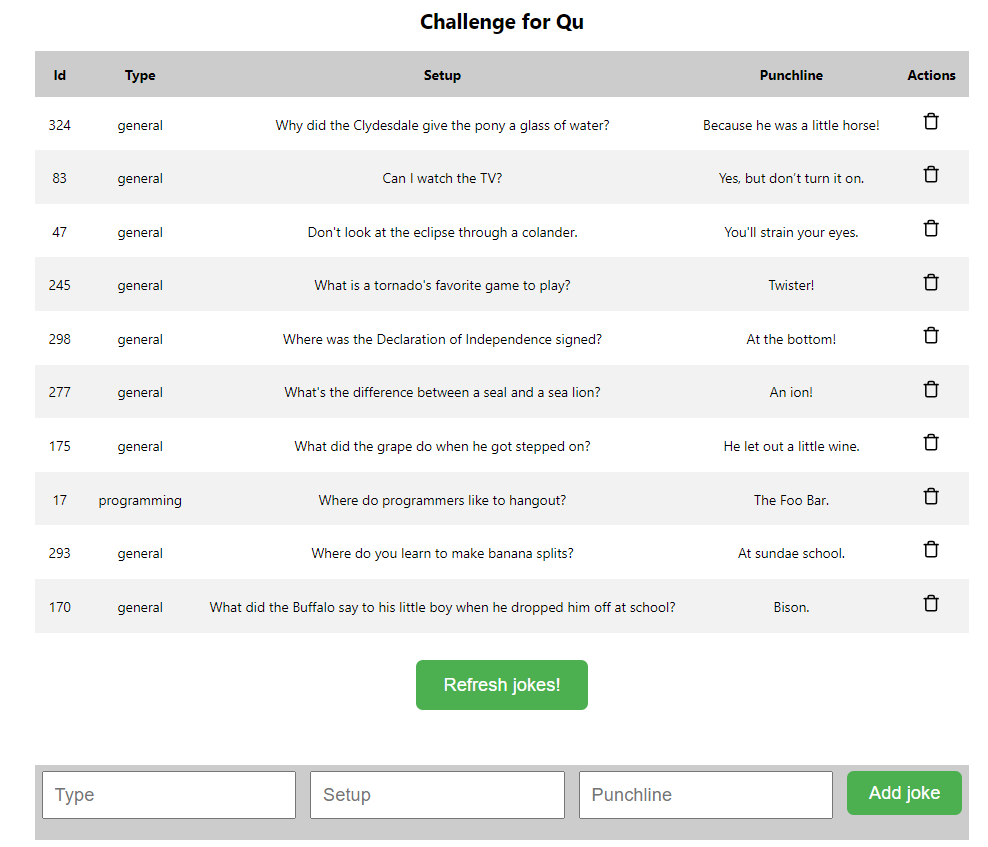 Challenge for Qu
Id Type Setup Punchline Actions
324 general Why did the Clydesdale give the pony a glass of water? Because he was a little horse!
83 general Can I watch the TV? Yes, but don't turn it on.
47 general Don't look at the eclipse through a colander. You'll strain your eyes.
245 general What is a tornado's favorite game to play? Twister!
298 general Where was the Declaration of Independence signed? At the bottom!
277 general What's the difference between a seal and a sea lion? An ion!
175 general What did the grape do when he got stepped on? He let out a little wine.
17 programming Where do programmers like to hangout? The Foo Bar.
293 general Where do you learn to make banana splits? At sundae school.
170 general What did the Buffalo say to his little boy when he dropped him off at school? Bison.
Refresh jokes!
Type Setup Punchline Add joke